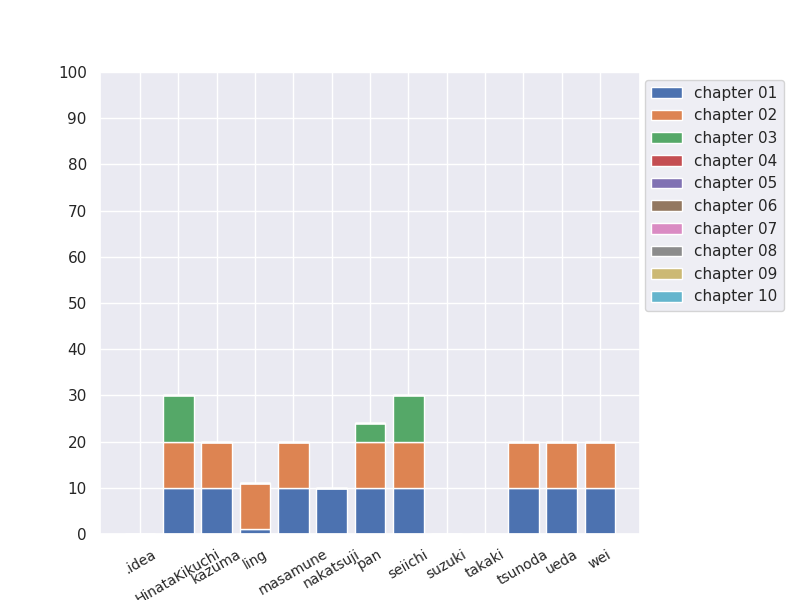 100
90
80
70
60
50
40
30
20
10
0
.idea
HinataKikuchi
kazuma
ling
masamune
nakatsuji
pan
seiichi
suzuki
takaki
tsunoda
ueda
wei
chapter 01
chapter 02
chapter 03
chapter 04
chapter 05
chapter 06
chapter 07
chapter 08
chapter 09
chapter 10